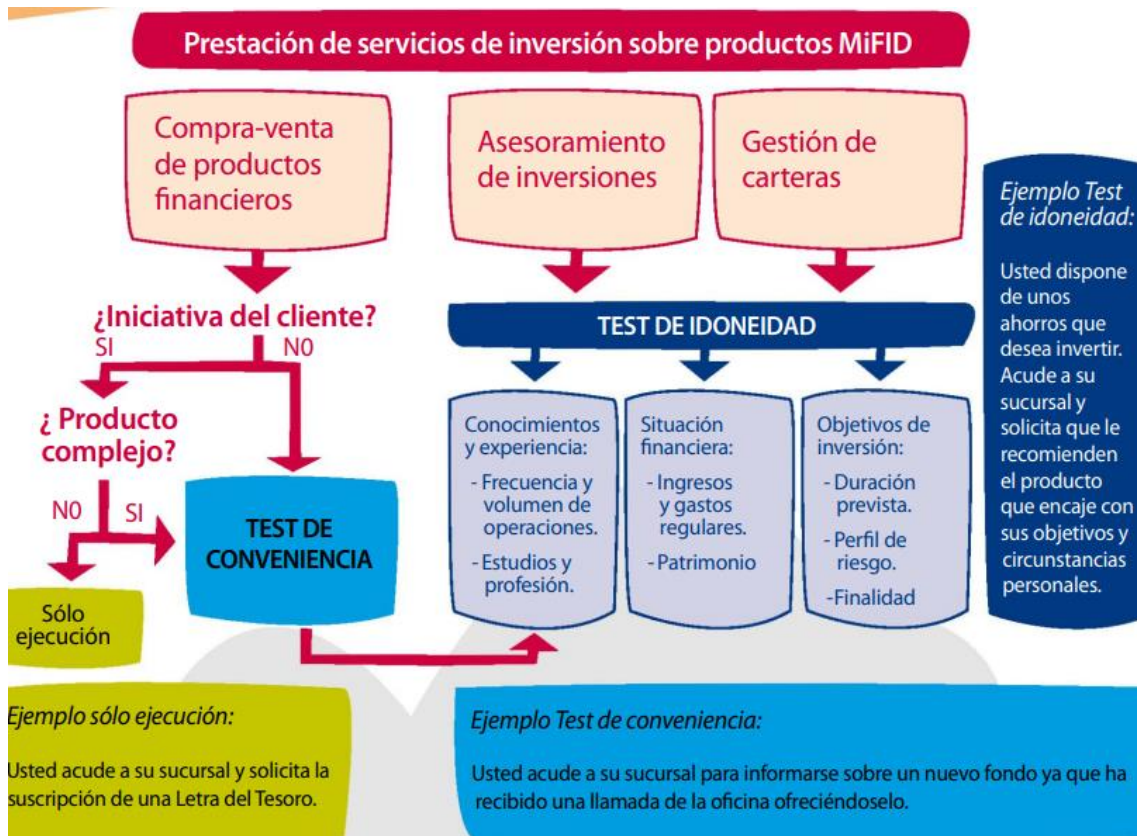 Prestación de servicios de inversión sobre productos MiFID
Compra-venta
de productos
financieros
Asesoramiento
de inversiones
Gestión de
carteras
¿Iniciativa del cliente?
SI
N0
¿ Producto
complejo?
N0
SI
TEST DE
CONVENIENCIA
Sólo
ejecución
TEST DE IDONEIDAD
Conocimientos
y experiencia:
- Frecuencia y
volumen de
operaciones.
- Estudios y
profesión.
Situación
financiera:
- Ingresos
y gastos
regulares.
- Patrimonio
Objetivos de
inversión:
- Duración
prevista.
- Perfil de
riesgo.
-Finalidad
Ejemplo Test
de idoneidad:
Usted dispone
de unos
ahorros que
desea invertir.
Acude a su
sucursal y
solicita que le
recomienden
el producto
que encaje con
sus objetivos y
circunstancias
personales.
Ejemplo sólo ejecución:
Usted acude a su sucursal y solicita la
suscripción de una Letra del Tesoro.
Ejemplo Test de conveniencia:
Usted acude a su sucursal para informarse sobre un nuevo fondo ya que ha
recibido una llamada de la oficina ofreciéndoselo.